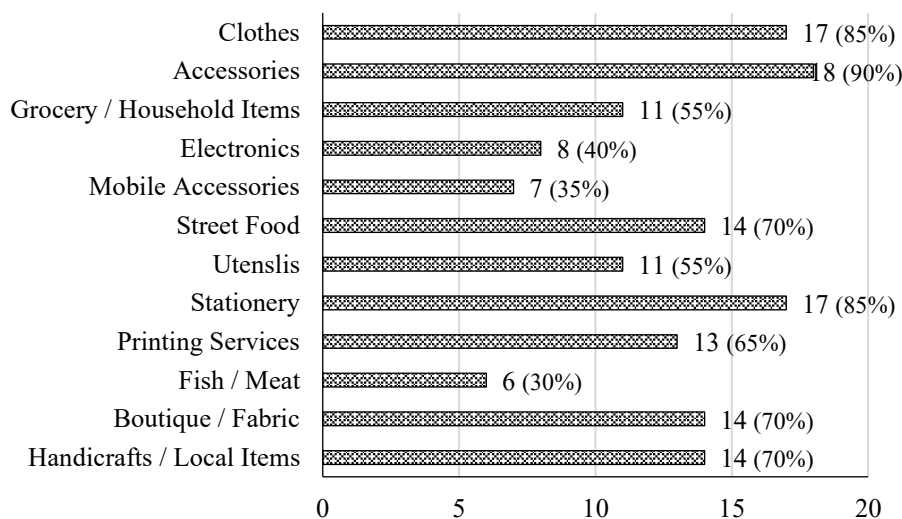 Clothes 17 (85%)
Accessories 18 (90%)
Grocery / Household Items 11 (55%)
Electronics 8 (40%)
Mobile Accessories 7 (35%)
Street Food 14 (70%)
Utenslis 11 (55%)
Stationery 17 (85%)
Printing Services 13 (65%)
Fish / Meat 6 (30%)
Boutique / Fabric 14 (70%)
Handicrafts / Local Items 14 (70%)
0 5 10 15 20